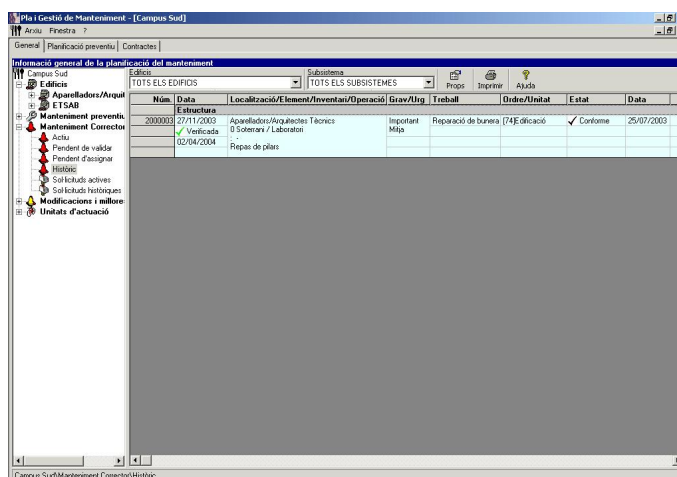 Pla i Gestió de Manteniment - [Campus Sud]
Arxiu Finestra ?
General Planificació preventiu Contractes
Informació general de la planificació del manteniment
Campus Sud
Edificis
Aparelladors/Arquit
ETSAB
Manteniment preventiu
Manteniment Corrector
Actiu
Pendent de validar
Pendent d'assignar
Històric
Sol·licituds actives
Sol·licituds històriques
Modificacions i millore
Unitats d'actuació
Edificis Subsistema
TOTS ELS EDIFICIS TOTS ELS SUBSISTEMES Props Imprimir Ajuda
Núm. Data Localització/Element/Inventari/Operació Grav/Urg Treball Ordre/Unitat Estat Data
Estructura
2000003 27/11/2003 Aparelladors/Arquitectes Tècnics Important Reparació de bunera [74]Edificació Conforme 25/07/2003
Verificada 0 Soterrani / Laboratori Mitja
02/04/2004 Repas de pilars
Campus Sud\Manteniment Corrector\Històric